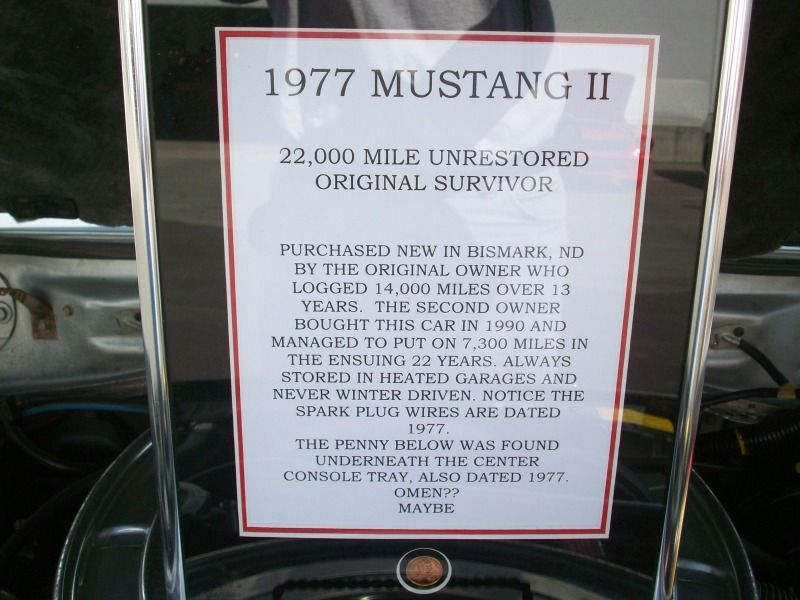 1977 MUSTANG II
22,000 MILE UNRESTORED
ORIGINAL SURVIVOR
PURCHASED NEW IN BISMARK, ND
BY THE ORIGINAL OWNER WHO
LOGGED 14,000 MILES OVER 13
YEARS. THE SECOND OWNER
BOUGHT THIS CAR IN 1990 AND
MANAGED TO PUT ON 7,300 MILES IN
THE ENSUING 22 YEARS. ALWAYS
STORED IN HEATED GARAGES AND
NEVER WINTER DRIVEN. NOTICE THE
SPARK PLUG WIRES ARE DATED
1977.
THE PENNY BELOW WAS FOUND
UNDERNEATH THE CENTER
CONSOLE TRAY, ALSO DATED 1977.
OMEN??
MAYBE